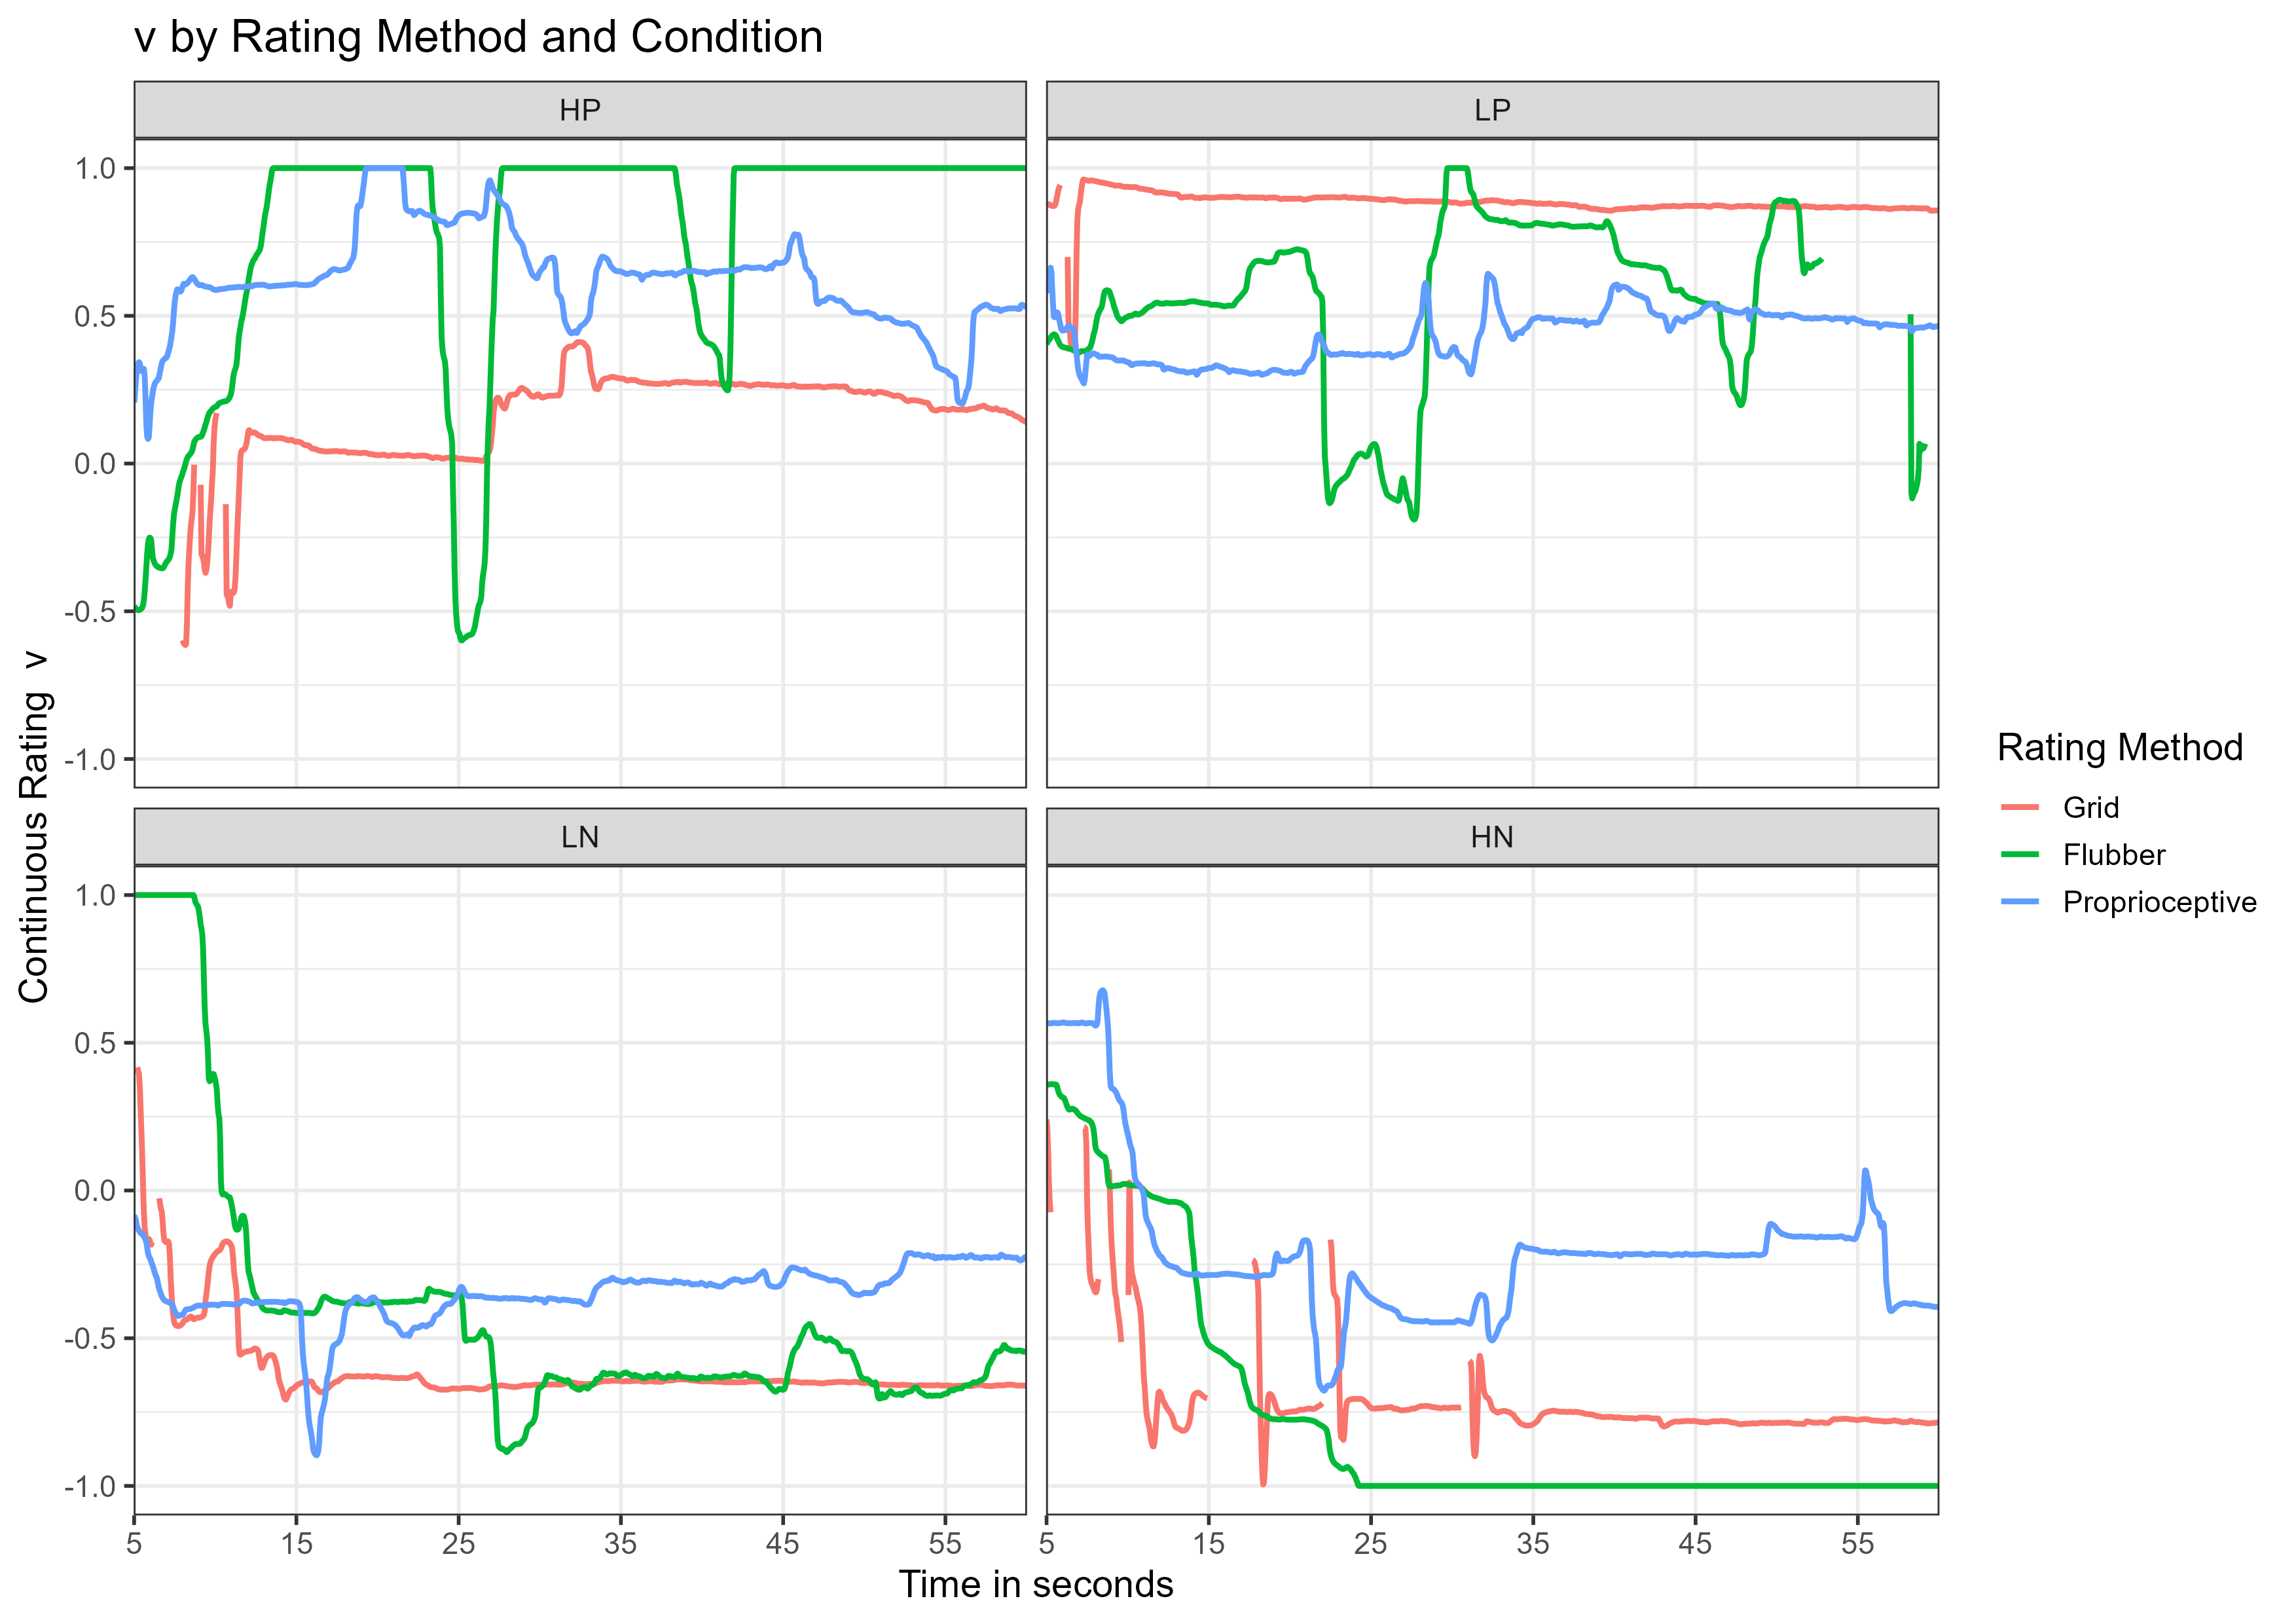 v by Rating Method and Condition
HP
LP
1.0
0.5
0.0
-0.5
-1.0
LN
HN
1.0
0.5
0.0
-0.5
-1.0
5 15 25 35 45 55
5 15 25 35 45 55
Time in seconds
Continuous Rating v
Rating Method
Grid
Flubber
Proprioceptive